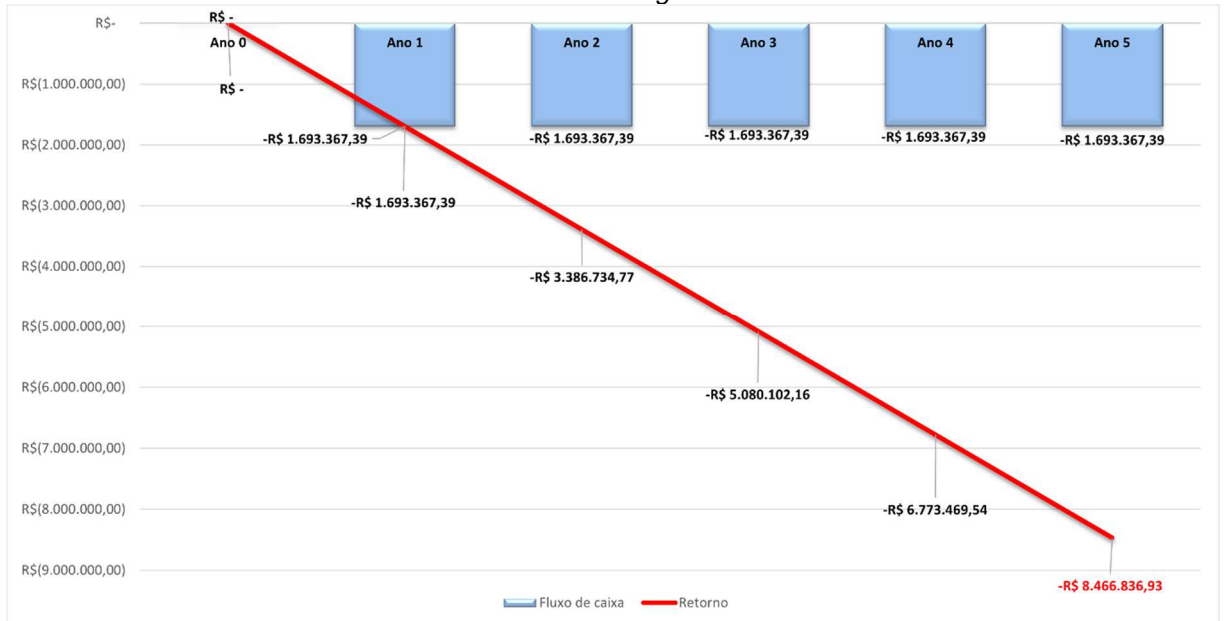 R$-
R$ -
Ano 0
Ano 1
Ano 2
Ano 3
Ano 4
Ano 5
R$(1.000.000,00)
R$ -
R$(2.000.000,00)
-R$ 1.693.367,39
-R$ 1.693.367,39
-R$ 1.693.367,39
-R$ 1.693.367,39
-R$ 1.693.367,39
R$(3.000.000,00)
-R$ 1.693.367,39
R$(4.000.000,00)
-R$ 3.386.734,77
R$(5.000.000,00)
R$(6.000.000,00)
-R$ 5.080.102,16
R$(7.000.000,00)
R$(8.000.000,00)
-R$ 6.773.469,54
R$(9.000.000,00)
-R$ 8.466.836,93
Fluxo de caixa
Retorno